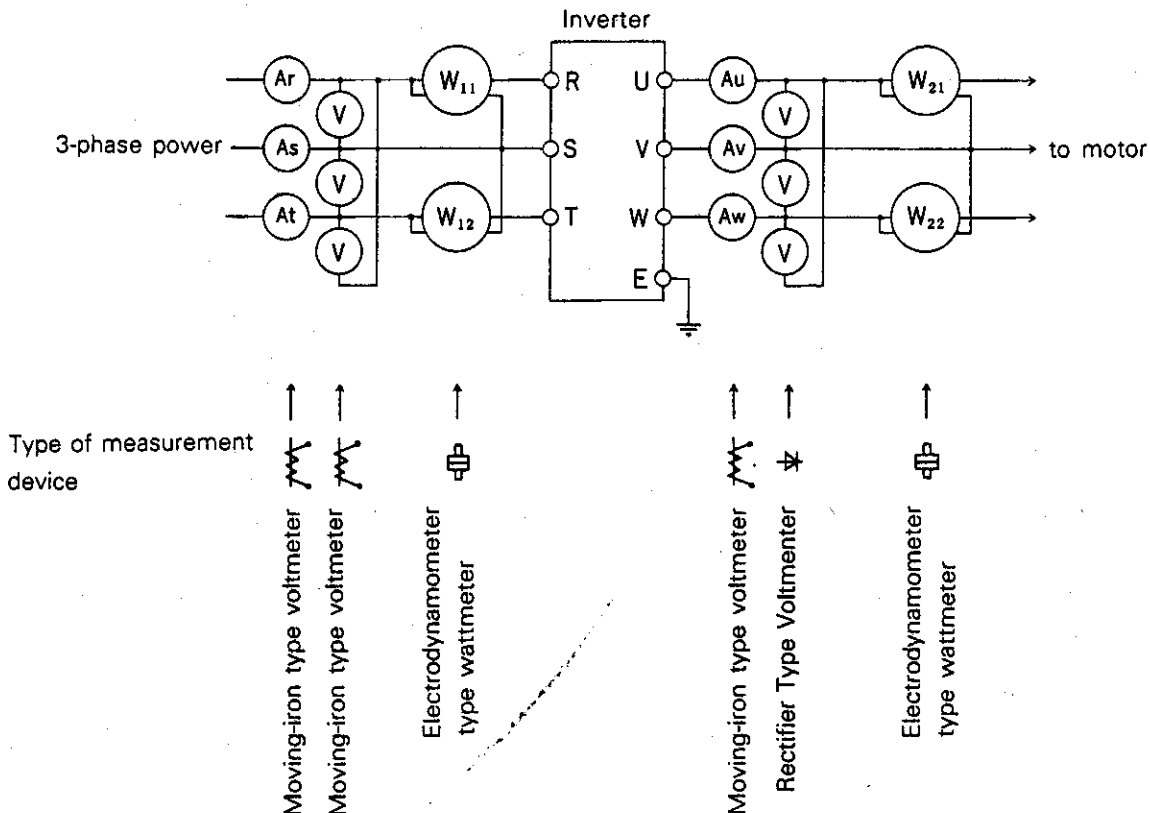 Inverter
Ar
W₁₁
R
U
Au
W₂₁
V
V
3-phase power
As
S
V
Av
to motor
V
V
At
W₁₂
T
W
Aw
W₂₂
V
V
E
Type of measurement
device
Moving-iron type voltmeter
Moving-iron type voltmeter
Electrodynamometer
type wattmeter
Moving-iron type voltmeter
Rectifier Type Voltmenter
Electrodynamometer
type wattmeter